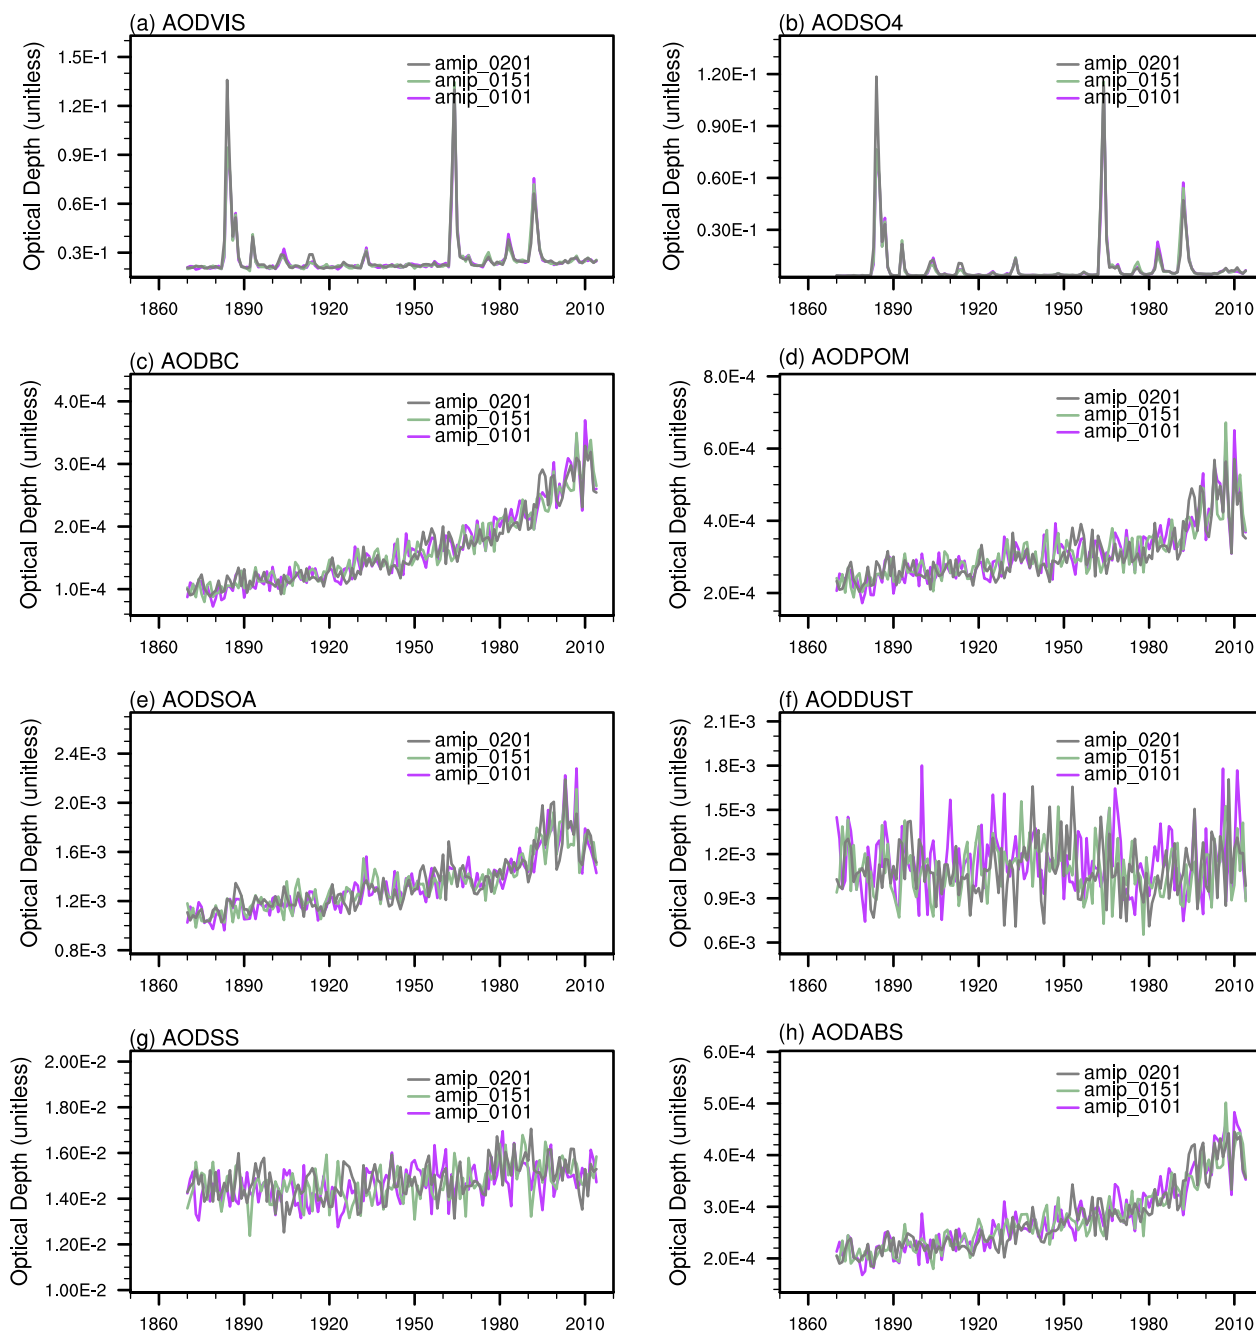 (a) AODVIS
Optical Depth (unitless)
1.5E-1
1.2E-1
0.9E-1
0.6E-1
0.3E-1
amip_0201
amip_0151
amip_0101
1860 1890 1920 1950 1980 2010
(b) AODSO4
Optical Depth (unitless)
1.20E-1
0.90E-1
0.60E-1
0.30E-1
amip_0201
amip_0151
amip_0101
1860 1890 1920 1950 1980 2010
(c) AODBC
Optical Depth (unitless)
4.0E-4
3.0E-4
2.0E-4
1.0E-4
amip_0201
amip_0151
amip_0101
1860 1890 1920 1950 1980 2010
(d) AODPOM
Optical Depth (unitless)
8.0E-4
6.0E-4
4.0E-4
2.0E-4
amip_0201
amip_0151
amip_0101
1860 1890 1920 1950 1980 2010
(e) AODSOA
Optical Depth (unitless)
2.4E-3
2.0E-3
1.6E-3
1.2E-3
0.8E-3
amip_0201
amip_0151
amip_0101
1860 1890 1920 1950 1980 2010
(f) AODDUST
Optical Depth (unitless)
2.1E-3
1.8E-3
1.5E-3
1.2E-3
0.9E-3
0.6E-3
amip_0201
amip_0151
amip_0101
1860 1890 1920 1950 1980 2010
(g) AODSS
Optical Depth (unitless)
2.00E-2
1.80E-2
1.60E-2
1.40E-2
1.20E-2
1.00E-2
amip_0201
amip_0151
amip_0101
1860 1890 1920 1950 1980 2010
(h) AODABS
Optical Depth (unitless)
6.0E-4
5.0E-4
4.0E-4
3.0E-4
2.0E-4
amip_0201
amip_0151
amip_0101
1860 1890 1920 1950 1980 2010